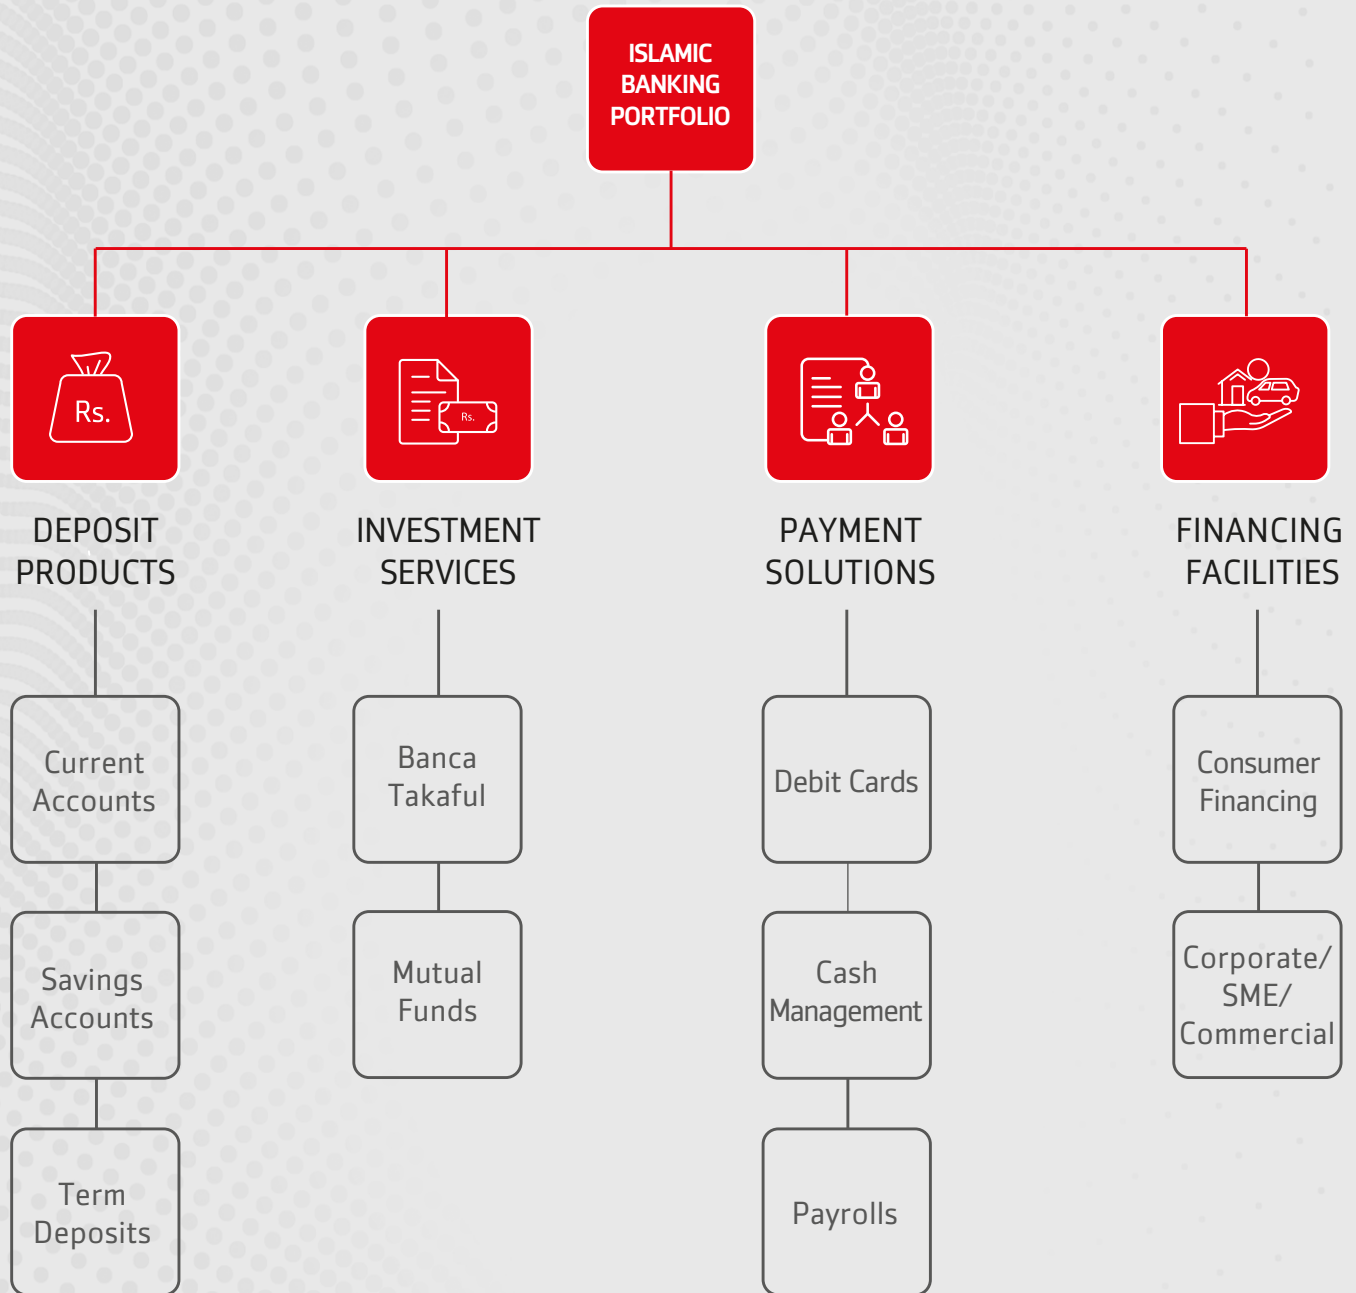 ISLAMIC
BANKING
PORTFOLIO
Rs.
Rs.
DEPOSIT
PRODUCTS
INVESTMENT
SERVICES
PAYMENT
SOLUTIONS
FINANCING
FACILITIES
Current
Accounts
Banca
Takaful
Debit Cards
Consumer
Financing
Savings
Accounts
Mutual
Funds
Cash
Management
Corporate/
SME/
Commercial
Term
Deposits
Payrolls